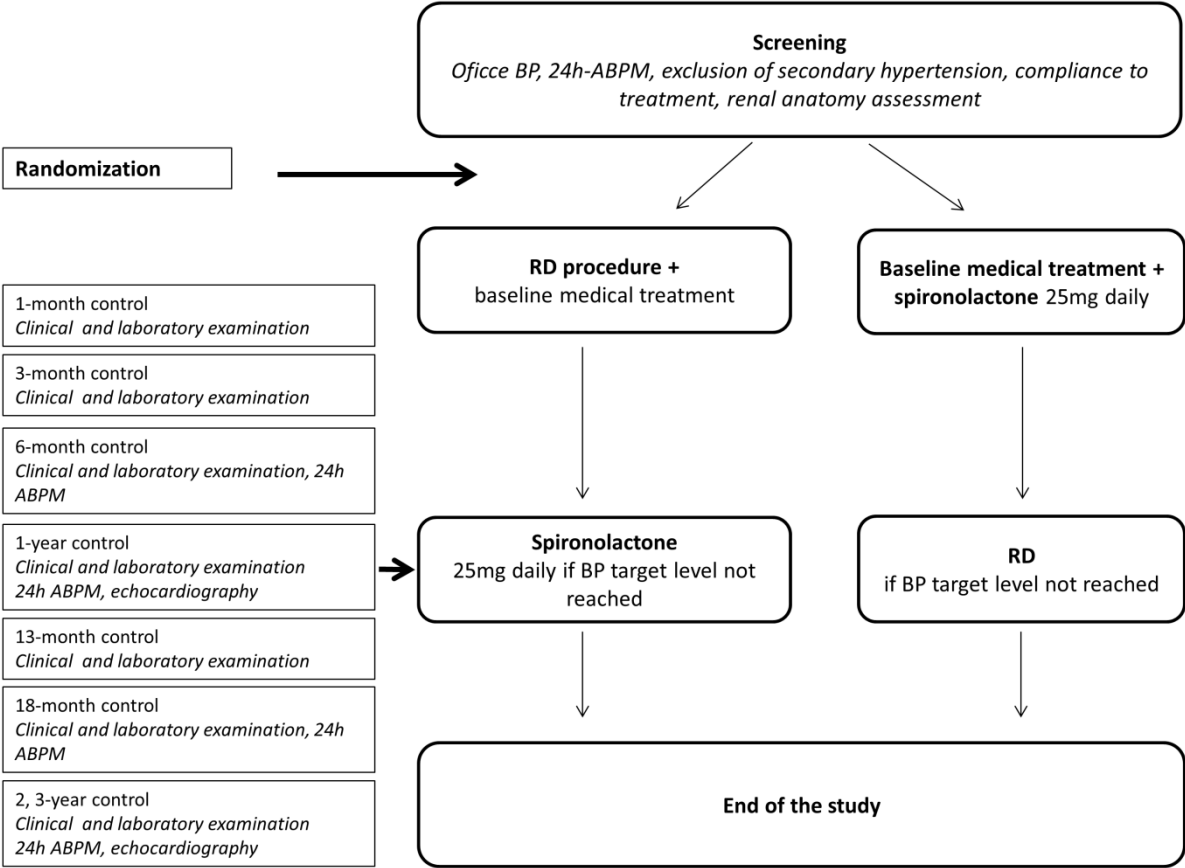 Screening
Oficce BP, 24h-ABPM, exclusion of secondary hypertension, compliance to
treatment, renal anatomy assessment
Randomization
RD procedure +
baseline medical treatment
Baseline medical treatment +
spironolactone 25mg daily
1-month control
Clinical and laboratory examination
3-month control
Clinical and laboratory examination
6-month control
Clinical and laboratory examination, 24h
ABPM
1-year control
Clinical and laboratory examination
24h ABPM, echocardiography
Spironolactone
25mg daily if BP target level not
reached
RD
if BP target level not reached
13-month control
Clinical and laboratory examination
18-month control
Clinical and laboratory examination, 24h
ABPM
2, 3-year control
Clinical and laboratory examination
24h ABPM, echocardiography
End of the study